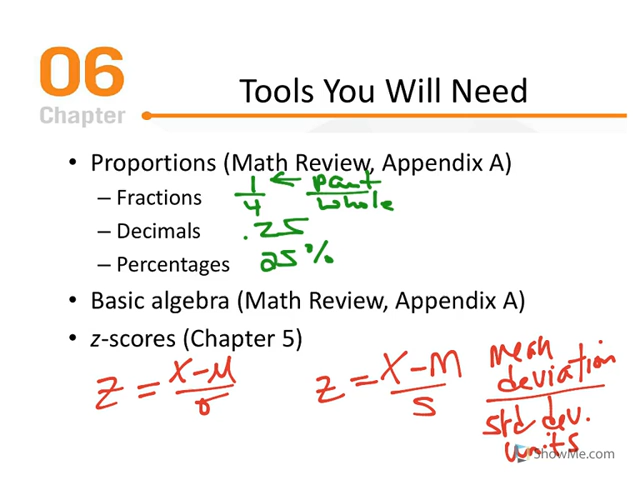 06
Chapter
Tools You Will Need
• Proportions (Math Review, Appendix A)
– Fractions 1/4 ← part/whole
– Decimals .25
– Percentages 25%
• Basic algebra (Math Review, Appendix A)
• z-scores (Chapter 5)
Z = X-μ/σ
Z = X-M/S
mean
deviation
std dev.
units
ShowMe.com